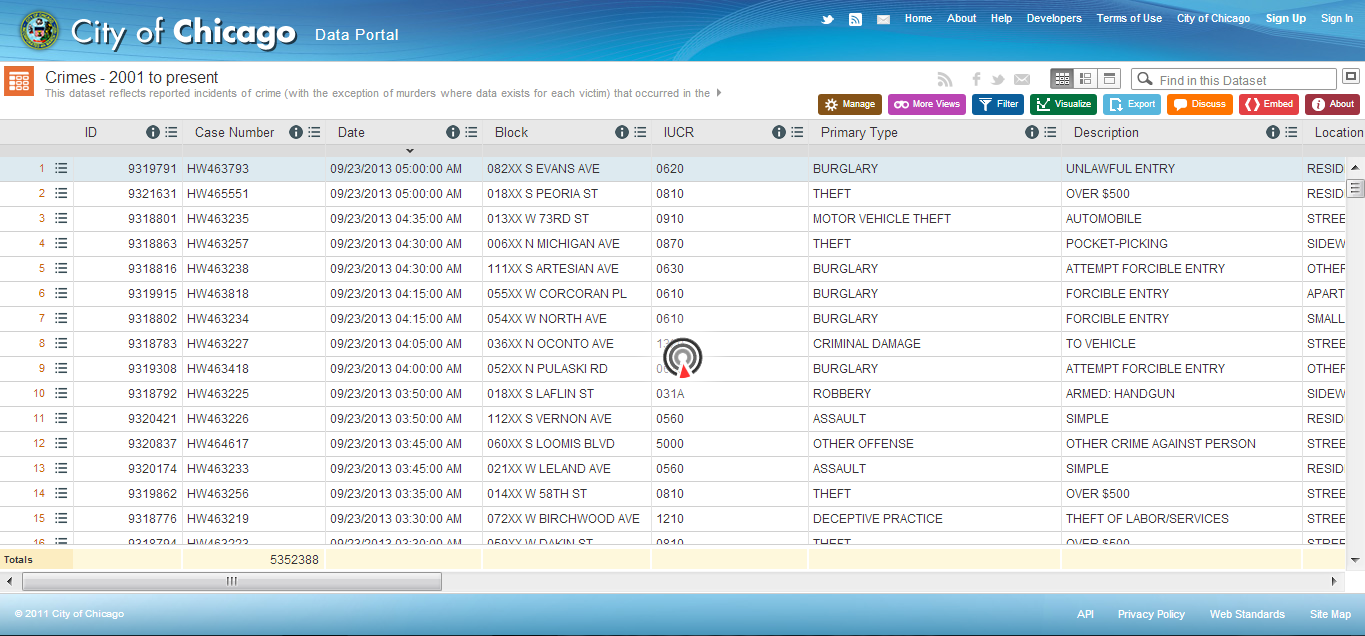 City of Chicago Data Portal
Home About Help Developers Terms of Use City of Chicago Sign Up Sign In
Crimes - 2001 to present
This dataset reflects reported incidents of crime (with the exception of murders where data exists for each victim) that occurred in the
Find in this Dataset
Manage More Views Filter Visualize Export Discuss Embed About
ID Case Number Date Block IUCR Primary Type Description Location
1 9319791 HW463793 09/23/2013 05:00:00 AM 082XX S EVANS AVE 0620 BURGLARY UNLAWFUL ENTRY RESID
2 9321631 HW465551 09/23/2013 05:00:00 AM 018XX S PEORIA ST 0810 THEFT OVER $500 RESID
3 9318801 HW463235 09/23/2013 04:35:00 AM 013XX W 73RD ST 0910 MOTOR VEHICLE THEFT AUTOMOBILE STREE
4 9318863 HW463257 09/23/2013 04:30:00 AM 006XX N MICHIGAN AVE 0870 THEFT POCKET-PICKING SIDEW
5 9318816 HW463238 09/23/2013 04:30:00 AM 111XX S ARTESIAN AVE 0630 BURGLARY ATTEMPT FORCIBLE ENTRY OTHER
6 9319915 HW463818 09/23/2013 04:15:00 AM 055XX W CORCORAN PL 0610 BURGLARY FORCIBLE ENTRY APART
7 9318802 HW463234 09/23/2013 04:15:00 AM 054XX W NORTH AVE 0610 BURGLARY FORCIBLE ENTRY SMALL
8 9318783 HW463227 09/23/2013 04:05:00 AM 036XX N OCONTO AVE CRIMINAL DAMAGE TO VEHICLE STREE
9 9319308 HW463418 09/23/2013 04:00:00 AM 052XX N PULASKI RD BURGLARY ATTEMPT FORCIBLE ENTRY OTHER
10 9318792 HW463225 09/23/2013 03:50:00 AM 018XX S LAFLIN ST 031A ROBBERY ARMED: HANDGUN SIDEW
11 9320421 HW463226 09/23/2013 03:50:00 AM 112XX S VERNON AVE 0560 ASSAULT SIMPLE RESID
12 9320837 HW464617 09/23/2013 03:45:00 AM 060XX S LOOMIS BLVD 5000 OTHER OFFENSE OTHER CRIME AGAINST PERSON STREE
13 9320174 HW463233 09/23/2013 03:45:00 AM 021XX W LELAND AVE 0560 ASSAULT SIMPLE RESID
14 9319862 HW463256 09/23/2013 03:35:00 AM 014XX W 58TH ST 0810 THEFT OVER $500 STREE
15 9318776 HW463219 09/23/2013 03:30:00 AM 072XX W BIRCHWOOD AVE 1210 DECEPTIVE PRACTICE THEFT OF LABOR/SERVICES STREE
16 9318794 HW463223 09/23/2013 03:30:00 AM 059XX W DAKIN ST 0810 THEFT OVER $500 STREE
Totals 5352388
© 2011 City of Chicago API Privacy Policy Web Standards Site Map